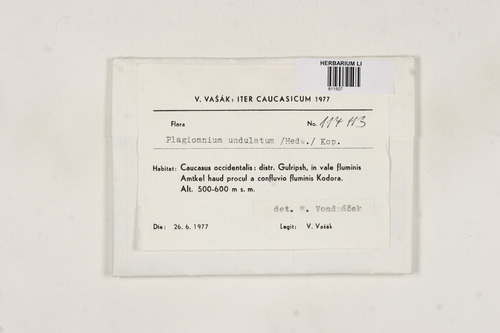 HERBARIUM LI
811507
V. VAŠÁK: ITER CAUCASICUM 1977
Flora No. 114 113
Plagiomnium undulatum /Hedw./ Kop.
Habitat: Caucasus occidentalis: distr. Gulripsh, in vale fluminis
Amtkel haud procul a confluvio fluminis Kodora.
Alt. 500-600 m s. m.
det. M. Vondráček
Die: 26. 6. 1977 Legit: V. Vašák